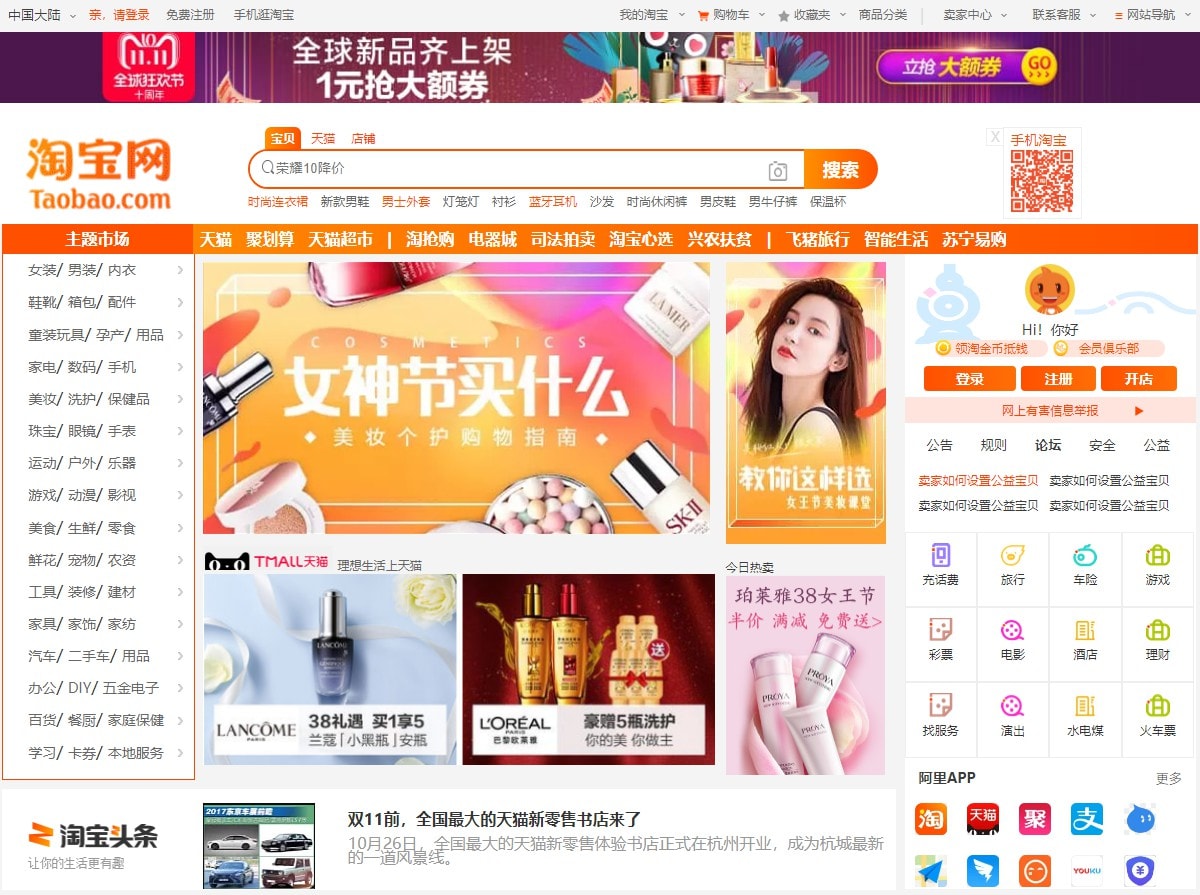 中国大陆 亲，请登录 免费注册 手机逛淘宝 我的淘宝 购物车 收藏夹 商品分类 卖家中心 联系客服 网站导航
11.11
全球狂欢节
十周年
全球新品齐上架
1元抢大额券
立抢大额券 GO
淘宝网
Taobao.com
宝贝 天猫 店铺
荣耀10降价
搜索
时尚连衣裙 新款男鞋 男士外套 灯笼灯 衬衫 蓝牙耳机 沙发 时尚休闲裤 男皮鞋 男牛仔裤 保温杯
X 手机淘宝
主题市场 天猫 聚划算 天猫超市 | 淘抢购 电器城 司法拍卖 淘宝心选 兴农扶贫 | 飞猪旅行 智能生活 苏宁易购
女装/ 男装/ 内衣
鞋靴/ 箱包/ 配件
童装玩具/ 孕产/ 用品
家电/ 数码/ 手机
美妆/ 洗护/ 保健品
珠宝/ 眼镜/ 手表
运动/ 户外/ 乐器
游戏/ 动漫/ 影视
美食/ 生鲜/ 零食
鲜花/ 宠物/ 农资
工具/ 装修/ 建材
家具/ 家饰/ 家纺
汽车/ 二手车/ 用品
办公/ DIY/ 五金电子
百货/ 餐厨/ 家庭保健
学习/ 卡券/ 本地服务
LA MER
COSMETICS
女神节买什么
美妆个护购物指南
SK-II
教你这样选
女王节美妆课堂
TMALL天猫 理想生活上天猫
LANCÔME
LANCÔME
PARIS
38礼遇 买1享5
兰蔻「小黑瓶」安瓶
送
L'ORÉAL
PARIS
巴黎欧莱雅
豪赠5瓶洗护
你的美 你做主
今日热卖
珀莱雅38女王节
半价 满减 免费送>
PROYA
PROYA
PROYA
Hi！你好
领淘金币抵钱 会员俱乐部
登录 注册 开店
网上有害信息举报
公告 规则 论坛 安全 公益
卖家如何设置公益宝贝 卖家如何设置公益宝贝
卖家如何设置公益宝贝 卖家如何设置公益宝贝
充话费 旅行 车险 游戏
彩票 电影 酒店 理财
找服务 演出 水电煤 火车票
阿里APP 更多
淘 天猫 聚 支
YOUKU
淘宝头条
让你的生活更有趣
2017东京车展前瞻
双11前，全国最大的天猫新零售书店来了
10月26日，全国最大的天猫新零售体验书店正式在杭州开业，成为杭城最新
的一道风景线。